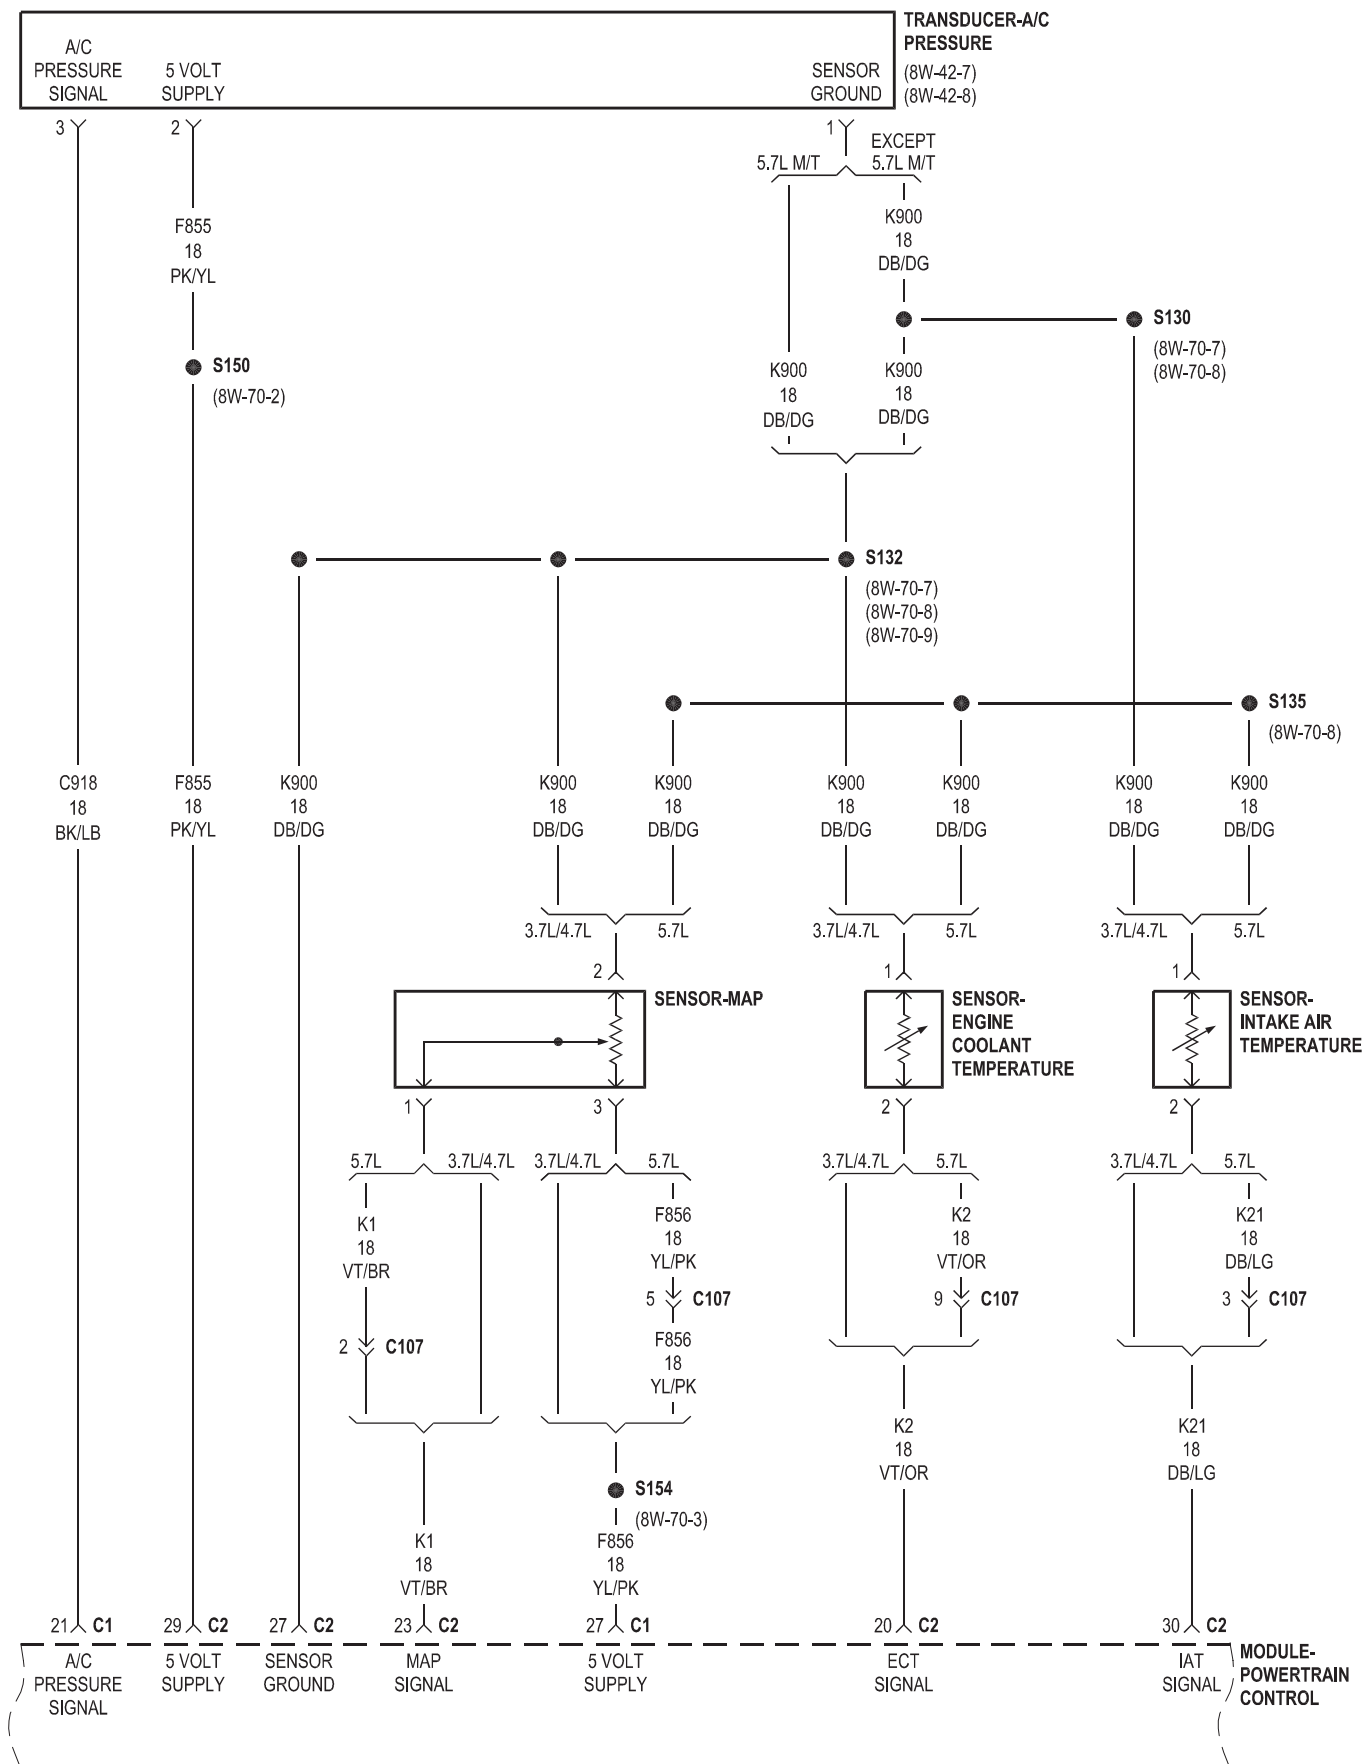 TRANSDUCER-A/C
PRESSURE
(8W-42-7)
(8W-42-8)
A/C
PRESSURE
SIGNAL
5 VOLT
SUPPLY
SENSOR
GROUND
3
2
1
5.7L M/T
EXCEPT
5.7L M/T
F855
18
PK/YL
K900
18
DB/DG
S130
(8W-70-7)
(8W-70-8)
S150
(8W-70-2)
K900
18
DB/DG
K900
18
DB/DG
S132
(8W-70-7)
(8W-70-8)
(8W-70-9)
S135
(8W-70-8)
C918
18
BK/LB
F855
18
PK/YL
K900
18
DB/DG
K900
18
DB/DG
K900
18
DB/DG
K900
18
DB/DG
K900
18
DB/DG
K900
18
DB/DG
K900
18
DB/DG
3.7L/4.7L
5.7L
3.7L/4.7L
5.7L
3.7L/4.7L
5.7L
2
1
1
SENSOR-MAP
SENSOR-
ENGINE
COOLANT
TEMPERATURE
SENSOR-
INTAKE AIR
TEMPERATURE
1
3
2
2
5.7L
3.7L/4.7L
3.7L/4.7L
5.7L
3.7L/4.7L
5.7L
3.7L/4.7L
5.7L
K1
18
VT/BR
F856
18
YL/PK
K2
18
VT/OR
K21
18
DB/LG
2 C107
5 C107
9 C107
3 C107
F856
18
YL/PK
K2
18
VT/OR
K21
18
DB/LG
S154
(8W-70-3)
K1
18
VT/BR
F856
18
YL/PK
21 C1
29 C2
27 C2
23 C2
27 C1
20 C2
30 C2
A/C
PRESSURE
SIGNAL
5 VOLT
SUPPLY
SENSOR
GROUND
MAP
SIGNAL
5 VOLT
SUPPLY
ECT
SIGNAL
IAT
SIGNAL
MODULE-
POWERTRAIN
CONTROL